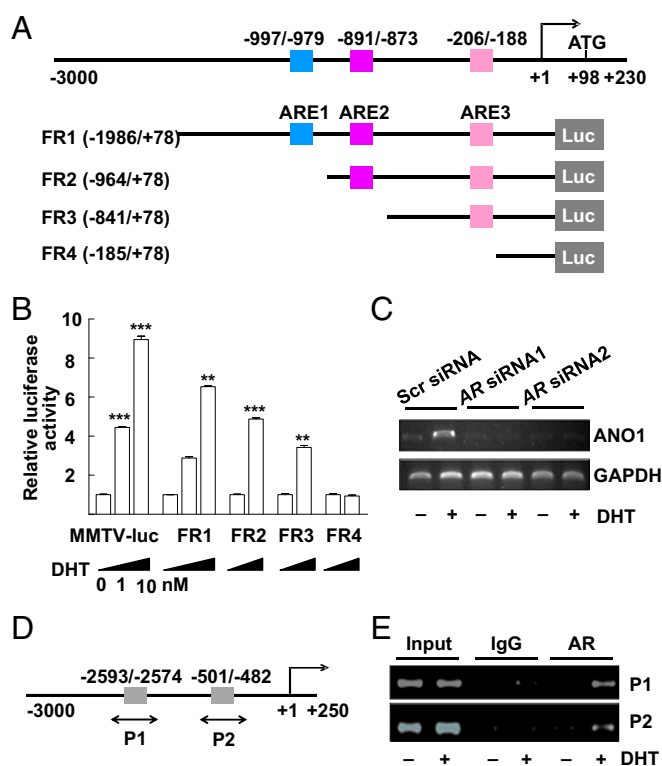 A
-997/-979 -891/-873 -206/-188 ATG
-3000 +1 +98 +230
ARE1 ARE2 ARE3
FR1 (-1986/+78) Luc
FR2 (-964/+78) Luc
FR3 (-841/+78) Luc
FR4 (-185/+78) Luc
B
Relative luciferase
activity
10
8
6
4
2
*** *** ** *** **
MMTV-luc FR1 FR2 FR3 FR4
DHT
0 1 10 nM
C
Scr siRNA AR siRNA1 AR siRNA2
ANO1
GAPDH
– + – + – + DHT
D
-2593/-2574 -501/-482
-3000 +1 +250
P1 P2
E
Input IgG AR
P1
P2
– + – + – + DHT